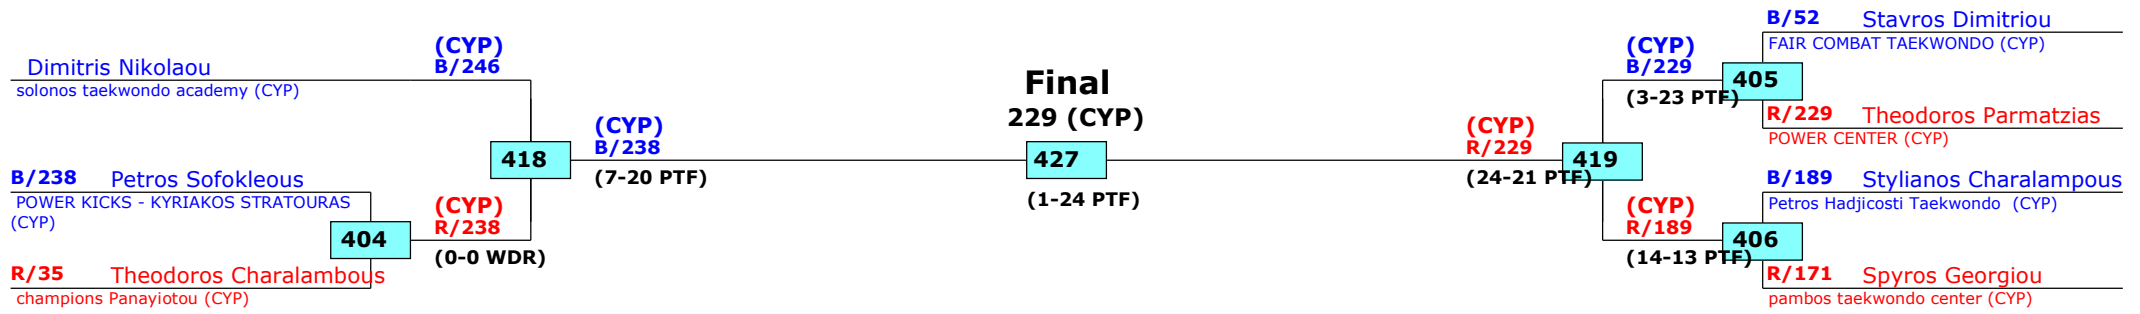 (CYP)
B/246
Dimitris Nikolaou
solonos taekwondo academy (CYP)
418
(CYP)
B/238
(7-20 PTF)
B/238 Petros Sofokleous
POWER KICKS - KYRIAKOS STRATOURAS
(CYP)
404
(CYP)
R/238
(0-0 WDR)
R/35 Theodoros Charalambous
champions Panayiotou (CYP)
Final
229 (CYP)
427
(1-24 PTF)
(CYP)
R/229
419
(24-21 PTF)
B/52 Stavros Dimitriou
FAIR COMBAT TAEKWONDO (CYP)
(CYP)
B/229
405
(3-23 PTF)
R/229 Theodoros Parmatzias
POWER CENTER (CYP)
B/189 Stylianos Charalampous
Petros Hadjicosti Taekwondo (CYP)
(CYP)
R/189
406
(14-13 PTF)
R/171 Spyros Georgiou
pambos taekwondo center (CYP)